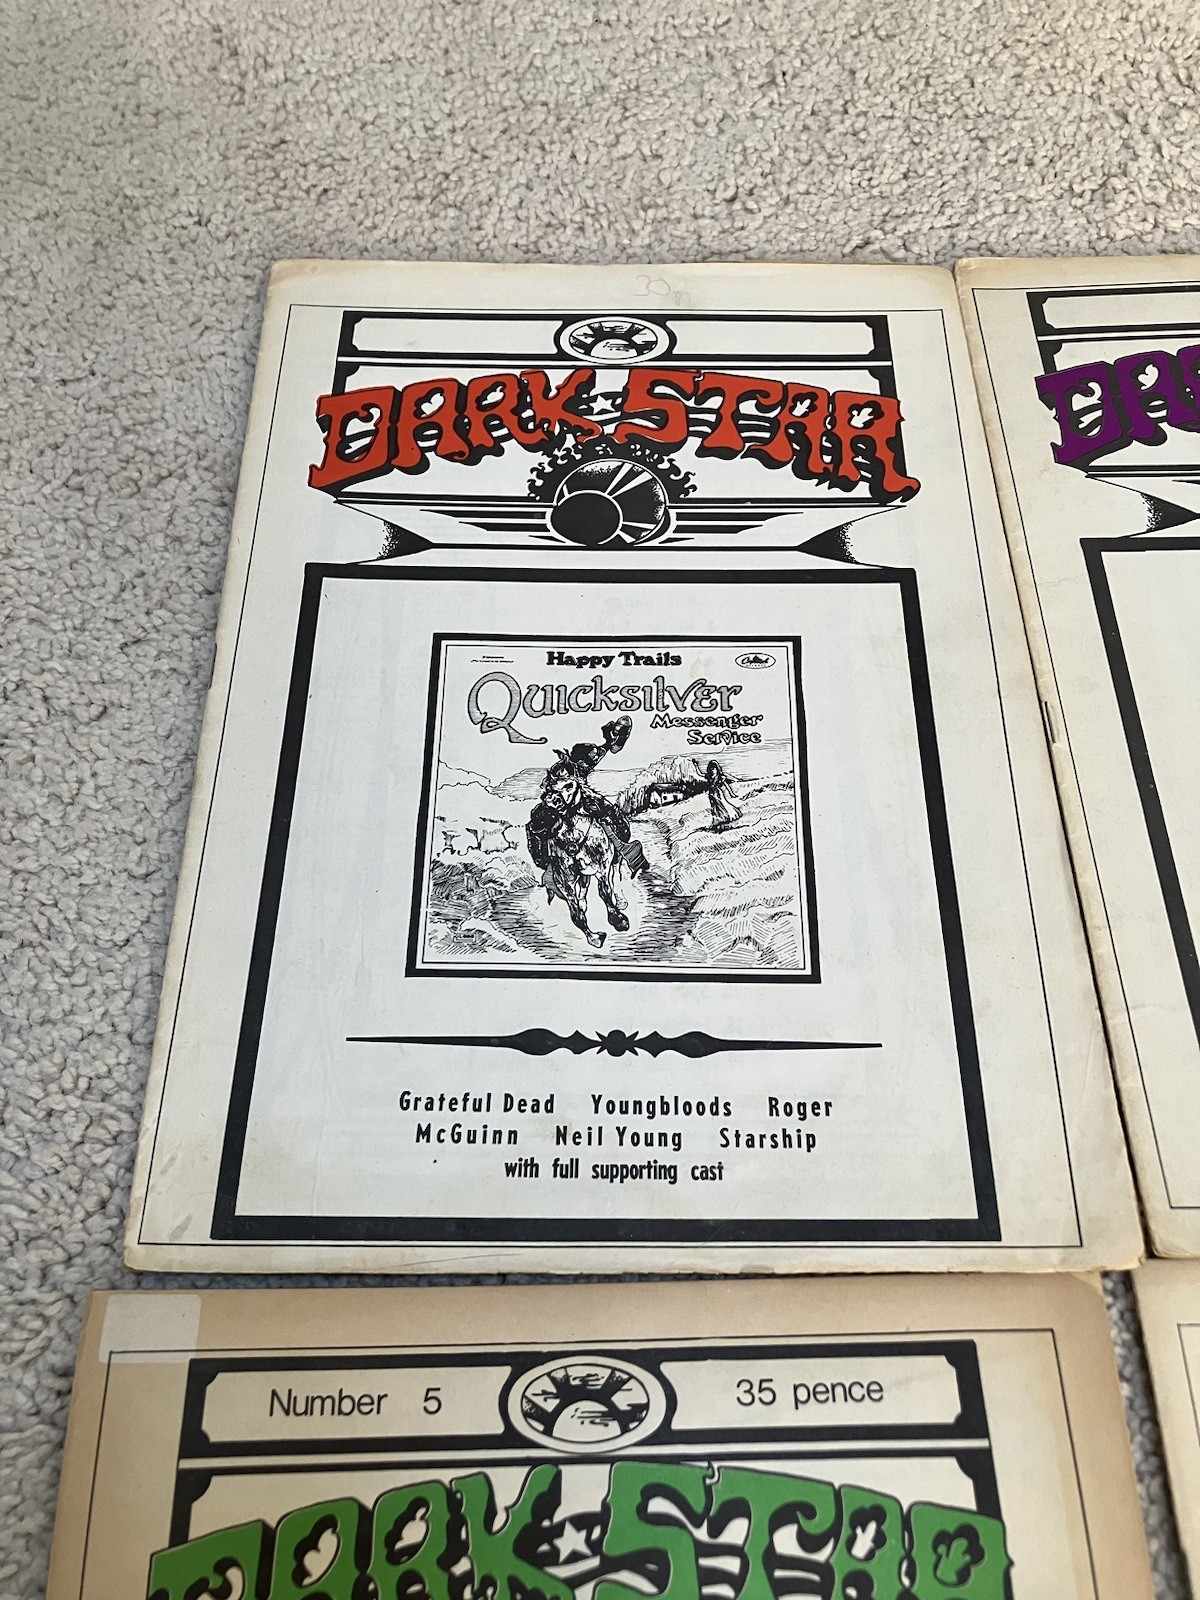 30p
DARK STAR
DA
Happy Trails
Capitol
Quicksilver
Messenger
Service
Grateful Dead Youngbloods Roger
McGuinn Neil Young Starship
with full supporting cast
Number 5 35 pence
DARK STAR